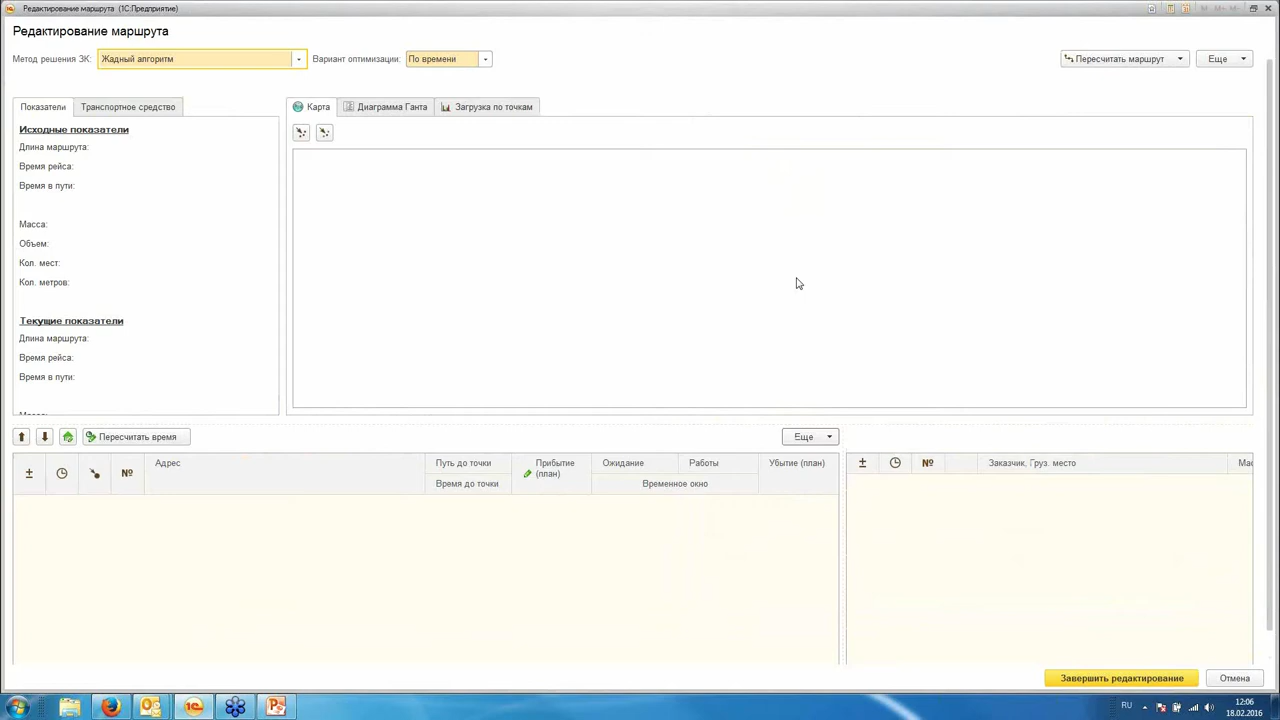 Редактирование маршрута (1С:Предприятие)
M M+ M-
Редактирование маршрута
Метод решения ЗК: Жадный алгоритм Вариант оптимизации: По времени Пересчитать маршрут Еще
Показатели Транспортное средство Карта Диаграмма Ганта Загрузка по точкам
Исходные показатели
Длина маршрута:
Время рейса:
Время в пути:
Масса:
Объем:
Кол. мест:
Кол. метров:
Текущие показатели
Длина маршрута:
Время рейса:
Время в пути:
Пересчитать время Еще
± № Адрес Путь до точки Прибытие (план) Ожидание Работы Убытие (план) ± № Заказчик, Груз. место Мас
Время до точки Временное окно
Завершить редактирование Отмена
RU 12:06
18.02.2016